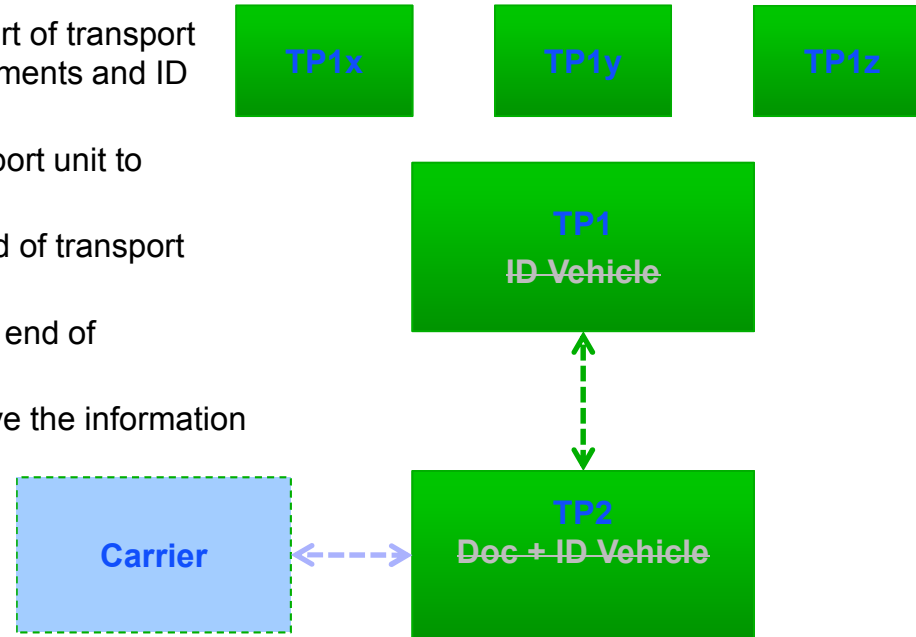 rt of transport
ments and ID
port unit to
d of transport
end of
ve the information
TP1x
TP1y
TP1z
TP1
ID Vehicle
TP2
Doc + ID Vehicle
Carrier